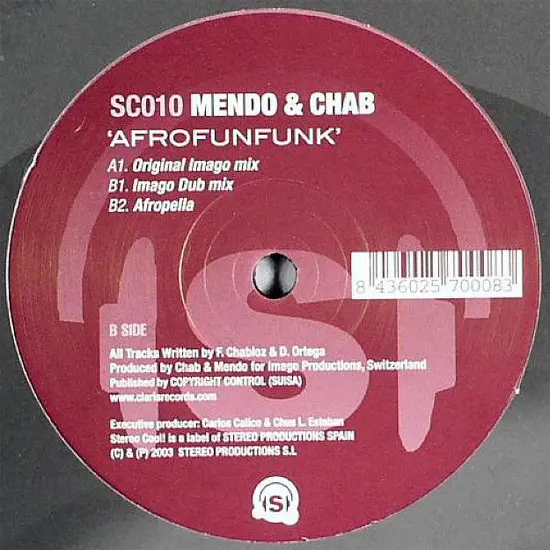 SC010 MENDO & CHAB
'AFROFUNFUNK'
A1. Original Imago mix
B1. Imago Dub mix
B2. Afropella
8 436025 700083
B SIDE
All Tracks Written by F. Chabloz & D. Ortega
Produced by Chab & Mendo for Imago Productions, Switzerland
Published by COPYRIGHT CONTROL (SUISA)
www.clarisrecords.com
Executive producer: Carlos Calico & Chus L. Esteban
Stereo Cool! is a label of STEREO PRODUCTIONS SPAIN
(C) & (P) 2003 STEREO PRODUCTIONS S.L
S